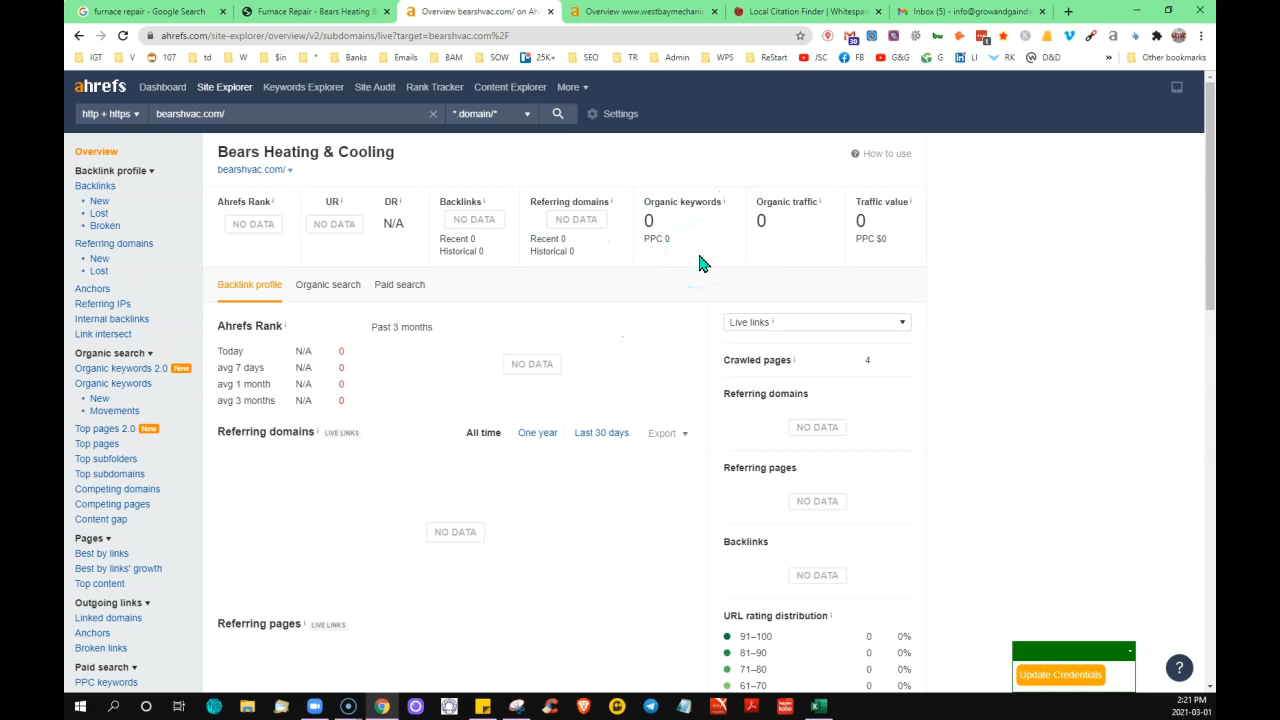 furnace repair - Google Search
Furnace Repair - Bears Heating &
Overview bearshvac.com/ on Ah
Overview www.westbaymechanic
Local Citation Finder | Whitespark
Inbox (5) - info@growandgaindig
ahrefs.com/site-explorer/overview/v2/subdomains/live?target=bearshvac.com%2F
IGT V 107 td W $in * Banks Emails BAM SOW 25K+ SEO TR Admin WPS ReStart JSC FB G&G G LI RK D&D » Other bookmarks
ahrefs Dashboard Site Explorer Keywords Explorer Site Audit Rank Tracker Content Explorer More
http + https bearshvac.com/ *.domain/* Settings
Overview
Backlink profile
Backlinks
New
Lost
Broken
Referring domains
New
Lost
Anchors
Referring IPs
Internal backlinks
Link intersect
Organic search
Organic keywords 2.0 New
Organic keywords
New
Movements
Top pages 2.0 New
Top pages
Top subfolders
Top subdomains
Competing domains
Competing pages
Content gap
Pages
Best by links
Best by links' growth
Top content
Outgoing links
Linked domains
Anchors
Broken links
Paid search
PPC keywords
Bears Heating & Cooling
How to use
bearshvac.com/
Ahrefs Rank UR DR Backlinks Referring domains Organic keywords Organic traffic Traffic value
NO DATA NO DATA N/A NO DATA NO DATA 0 0 0
Recent 0 Recent 0 PPC 0 PPC $0
Historical 0 Historical 0
Backlink profile Organic search Paid search
Ahrefs Rank Past 3 months
Today N/A 0
avg 7 days N/A 0
avg 1 month N/A 0
avg 3 months N/A 0
NO DATA
Referring domains LIVE LINKS All time One year Last 30 days Export
NO DATA
Referring pages LIVE LINKS
Live links
Crawled pages 4
Referring domains
NO DATA
Referring pages
NO DATA
Backlinks
NO DATA
URL rating distribution
91–100 0 0%
81–90 0 0%
71–80 0 0%
61–70 0 0%
Update Credentials
?
2:21 PM
2021-03-01